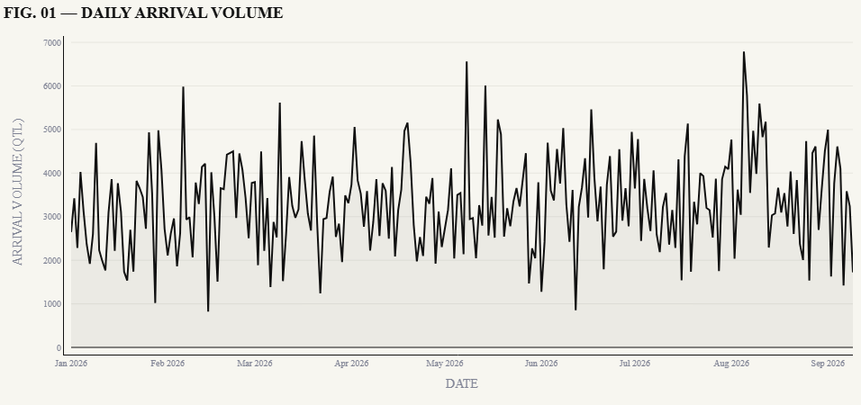 FIG. 01 — DAILY ARRIVAL VOLUME
7000
6000
5000
4000
3000
2000
1000
0
ARRIVAL VOLUME (QTL)
Jan 2026 Feb 2026 Mar 2026 Apr 2026 May 2026 Jun 2026 Jul 2026 Aug 2026 Sep 2026
DATE